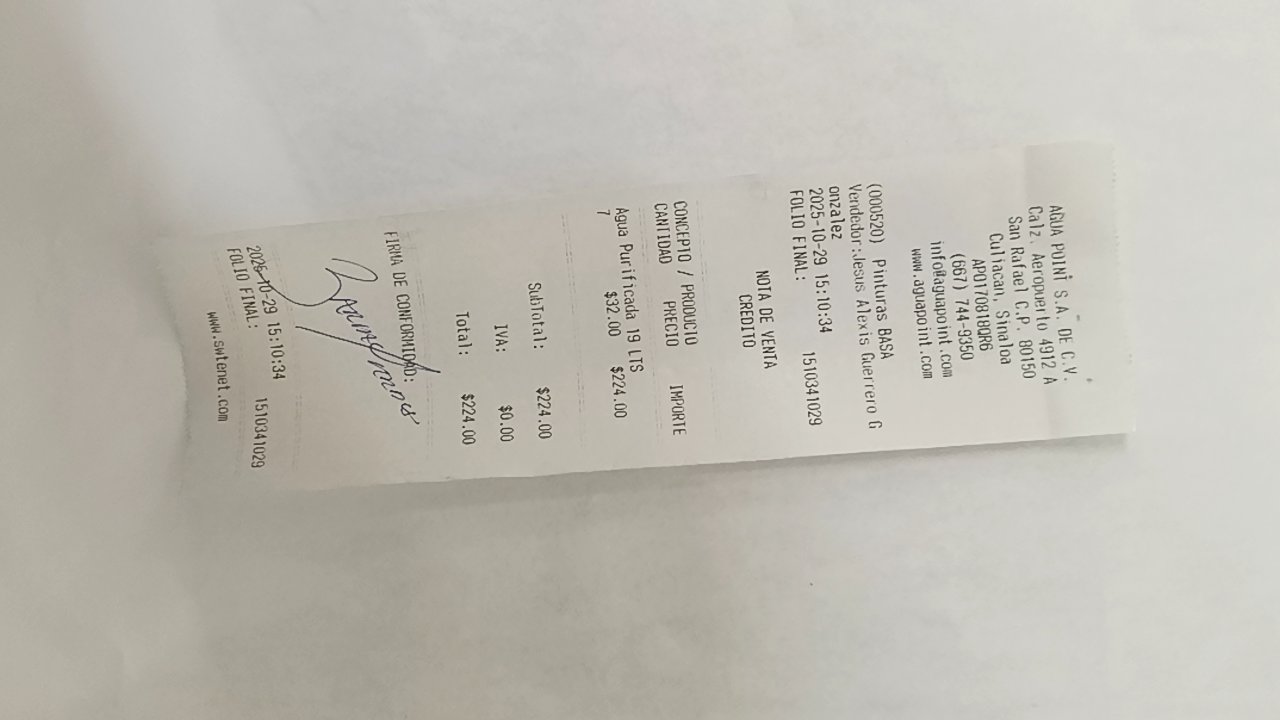 AGUA POINT S.A. DE C.V.
Calz. Aeropuerto 4912 A
San Rafael C.P. 80150
Culiacan, Sinaloa
APO170818QR6
(667) 744-9350
info@aguapoint.com
www.aguapoint.com
(000520) Pinturas BASA
Vendedor:Jesus Alexis Guerrero G
onzalez
2025-10-29 15:10:34
FOLIO FINAL: 1510341029
NOTA DE VENTA
CREDITO
CONCEPTO / PRODUCTO
CANTIDAD PRECIO IMPORTE
Agua Purificada 19 LTS
7 $32.00 $224.00
SubTotal: $224.00
IVA: $0.00
Total: $224.00
FIRMA DE CONFORMIDAD:
2025-10-29 15:10:34
FOLIO FINAL: 1510341029
www.swtenet.com